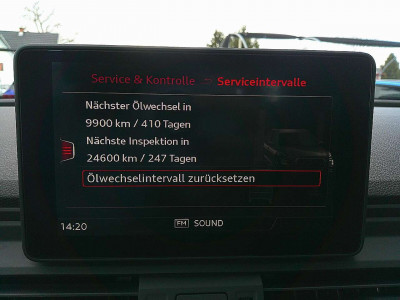 Service & Kontrolle Serviceintervalle
Nächster Ölwechsel in
9900 km / 410 Tagen
Nächste Inspektion in
24600 km / 247 Tagen
Ölwechselintervall zurücksetzen
14:20 FM SOUND